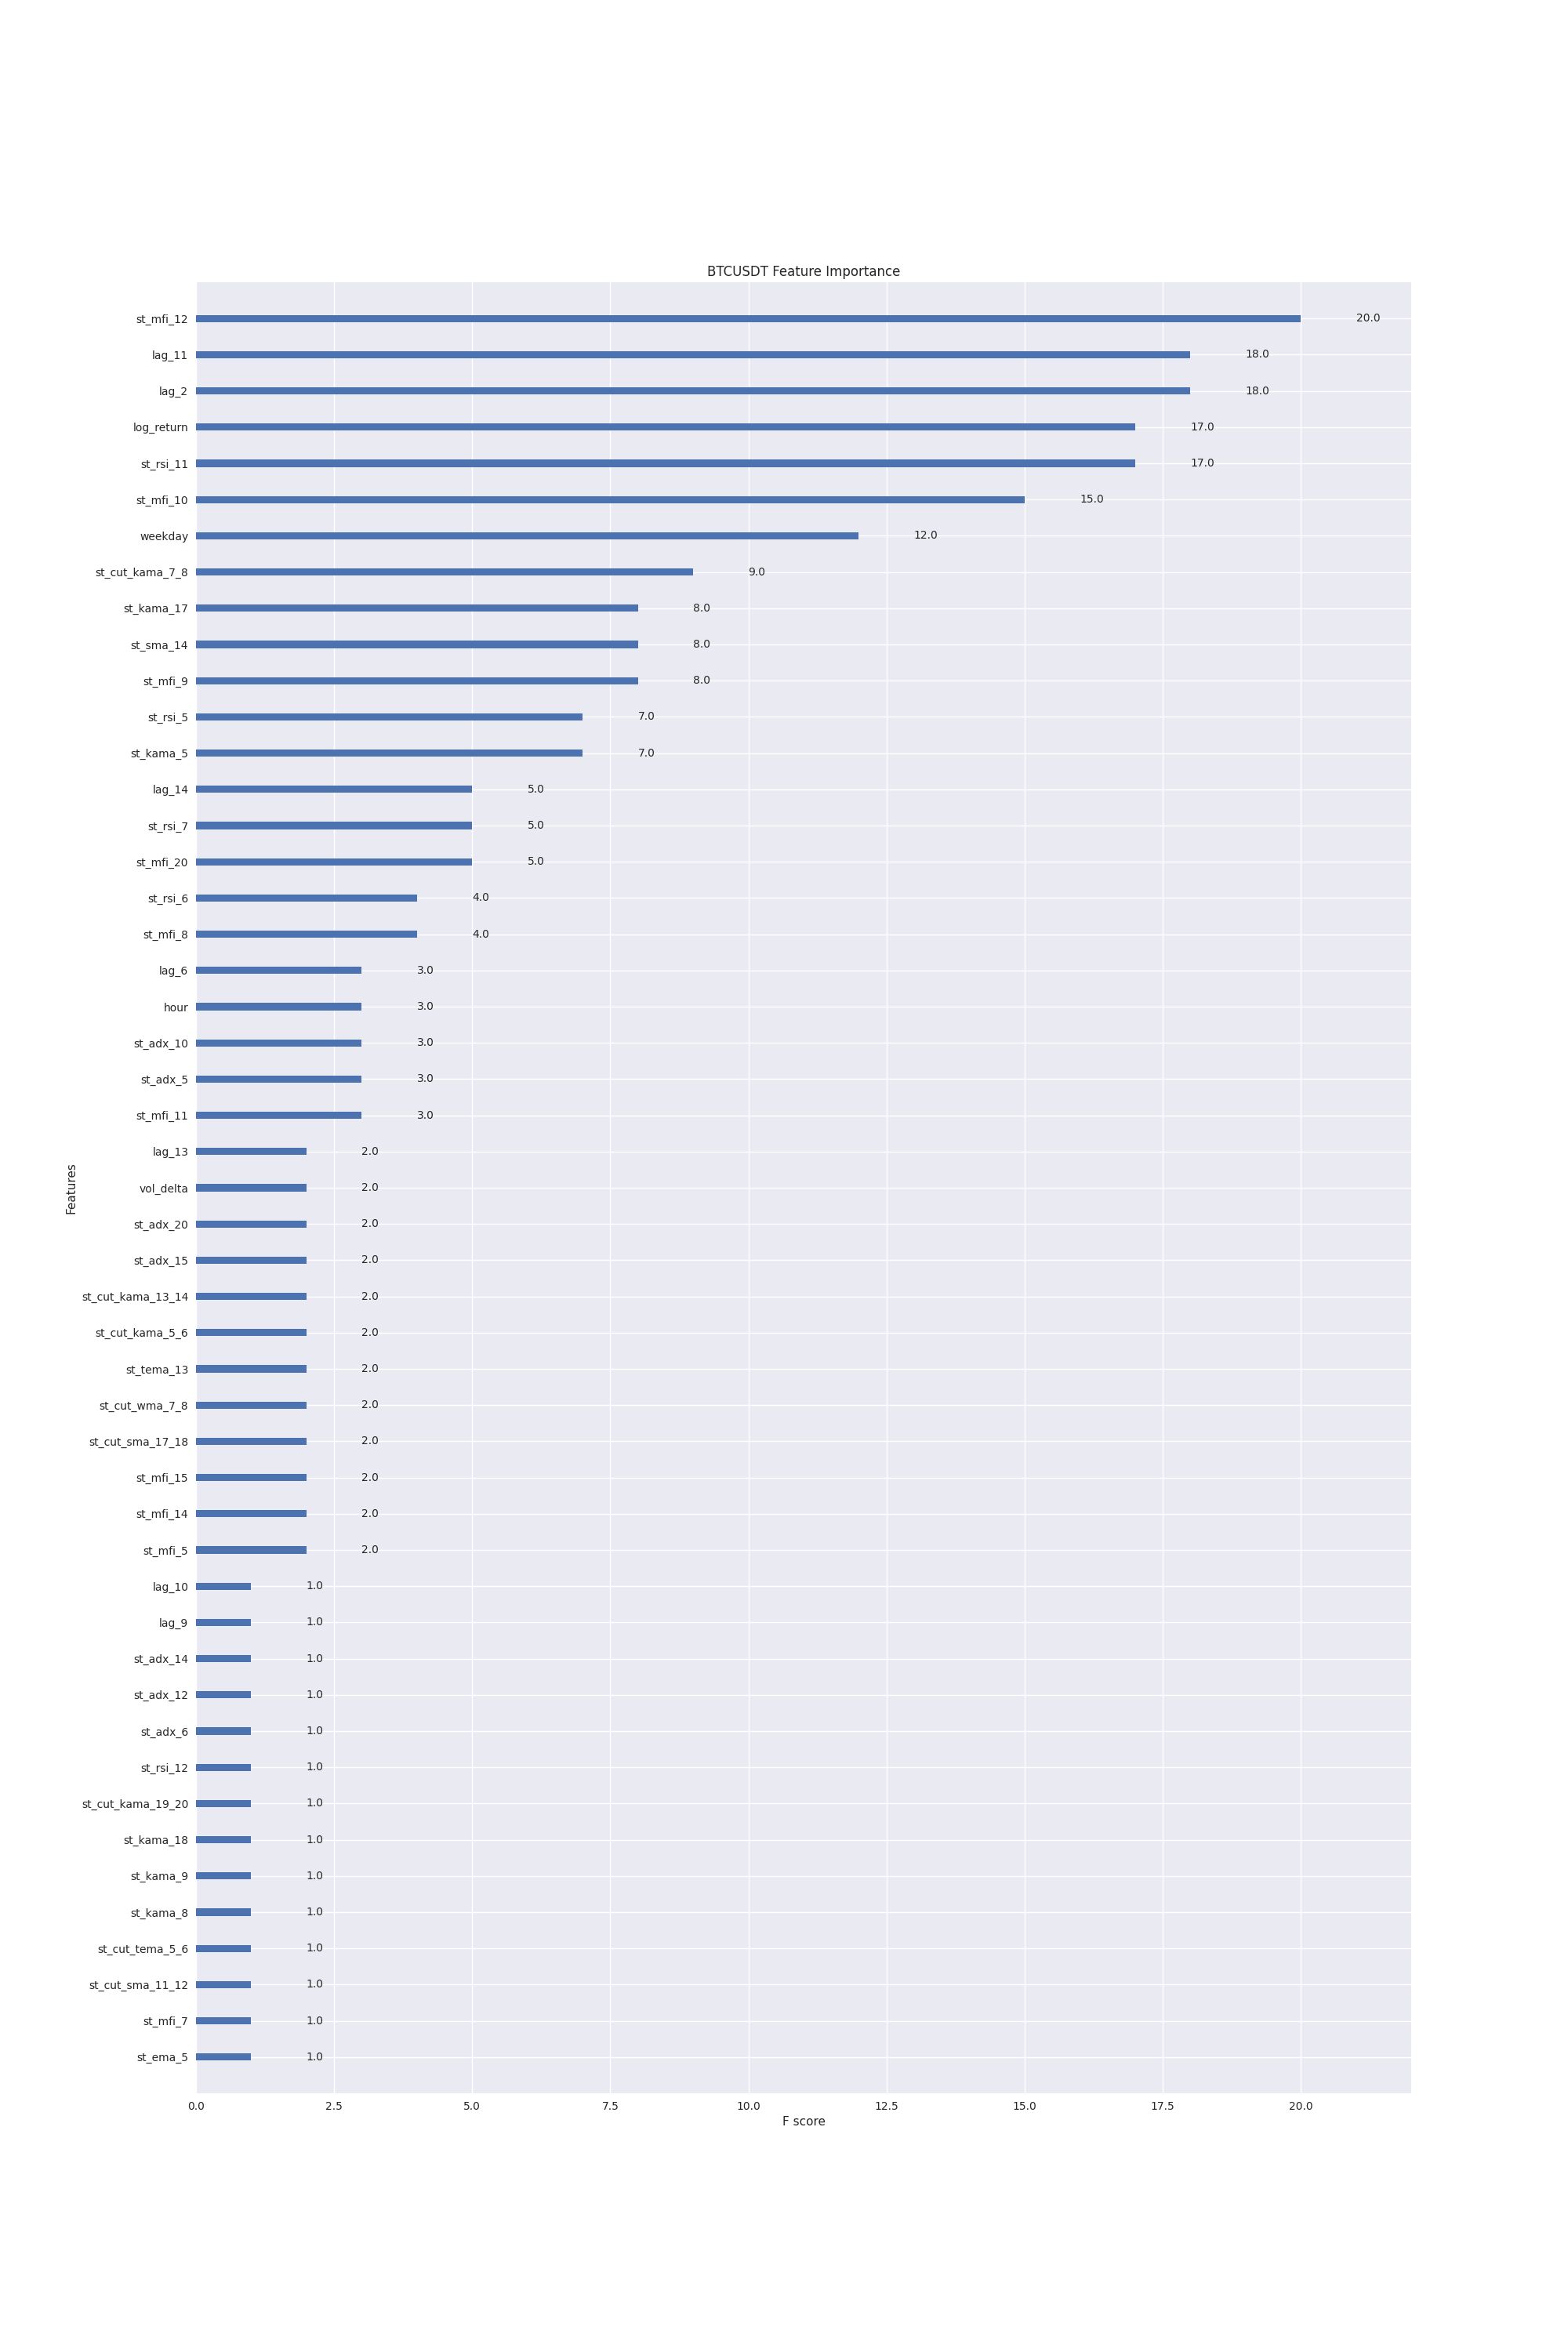 BTCUSDT Feature Importance
st_mfi_12 20.0
lag_11 18.0
lag_2 18.0
log_return 17.0
st_rsi_11 17.0
st_mfi_10 15.0
weekday 12.0
st_cut_kama_7_8 9.0
st_kama_17 8.0
st_sma_14 8.0
st_mfi_9 8.0
st_rsi_5 7.0
st_kama_5 7.0
lag_14 5.0
st_rsi_7 5.0
st_mfi_20 5.0
st_rsi_6 4.0
st_mfi_8 4.0
lag_6 3.0
hour 3.0
st_adx_10 3.0
st_adx_5 3.0
st_mfi_11 3.0
lag_13 2.0
vol_delta 2.0
Features
st_adx_20 2.0
st_adx_15 2.0
st_cut_kama_13_14 2.0
st_cut_kama_5_6 2.0
st_tema_13 2.0
st_cut_wma_7_8 2.0
st_cut_sma_17_18 2.0
st_mfi_15 2.0
st_mfi_14 2.0
st_mfi_5 2.0
lag_10 1.0
lag_9 1.0
st_adx_14 1.0
st_adx_12 1.0
st_adx_6 1.0
st_rsi_12 1.0
st_cut_kama_19_20 1.0
st_kama_18 1.0
st_kama_9 1.0
st_kama_8 1.0
st_cut_tema_5_6 1.0
st_cut_sma_11_12 1.0
st_mfi_7 1.0
st_ema_5 1.0
0.0 2.5 5.0 7.5 10.0 12.5 15.0 17.5 20.0
F score